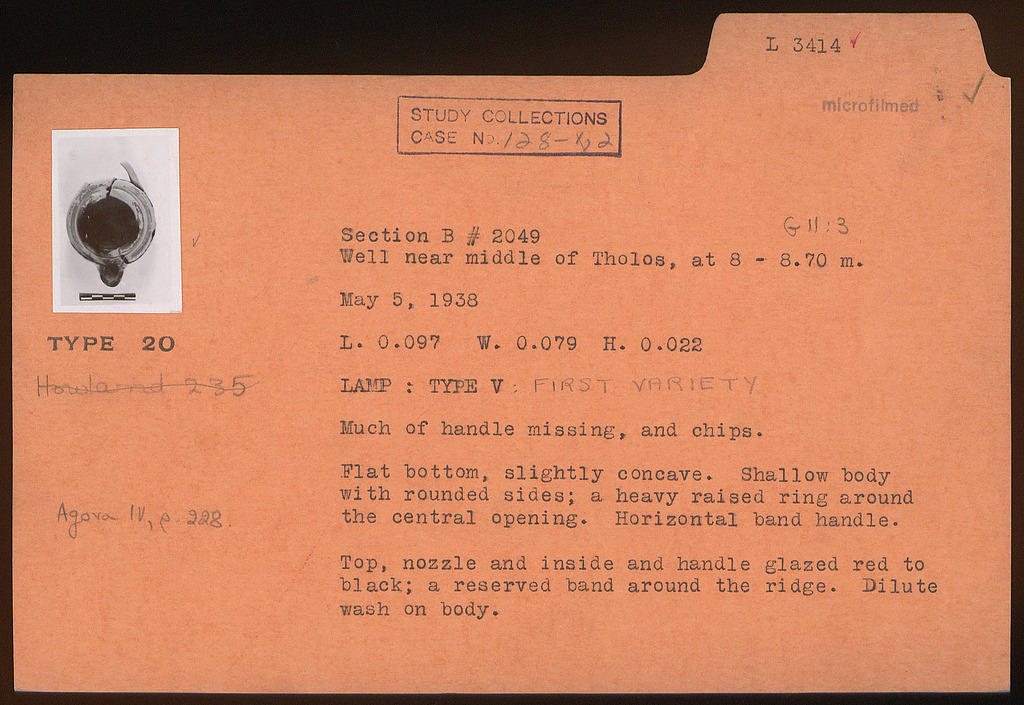 L 3414
microfilmed
STUDY COLLECTIONS
CASE No. 128-
G 11:3
Section B # 2049
Well near middle of Tholos, at 8 - 8.70 m.
May 5, 1938
TYPE 20
L. 0.097 W. 0.079 H. 0.022
Howland 235
LAMP : TYPE V : FIRST VARIETY
Much of handle missing, and chips.
Flat bottom, slightly concave. Shallow body
with rounded sides; a heavy raised ring around
the central opening. Horizontal band handle.
Agora IV, p. 228.
Top, nozzle and inside and handle glazed red to
black; a reserved band around the ridge. Dilute
wash on body.